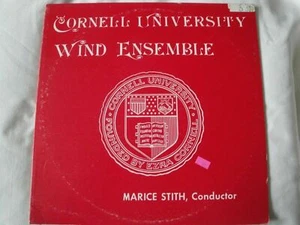 CORNELL UNIVERSITY
WIND ENSEMBLE
CORNELL UNIVERSITY
FOUNDED BY EZRA CORNELL
MARICE STITH, Conductor